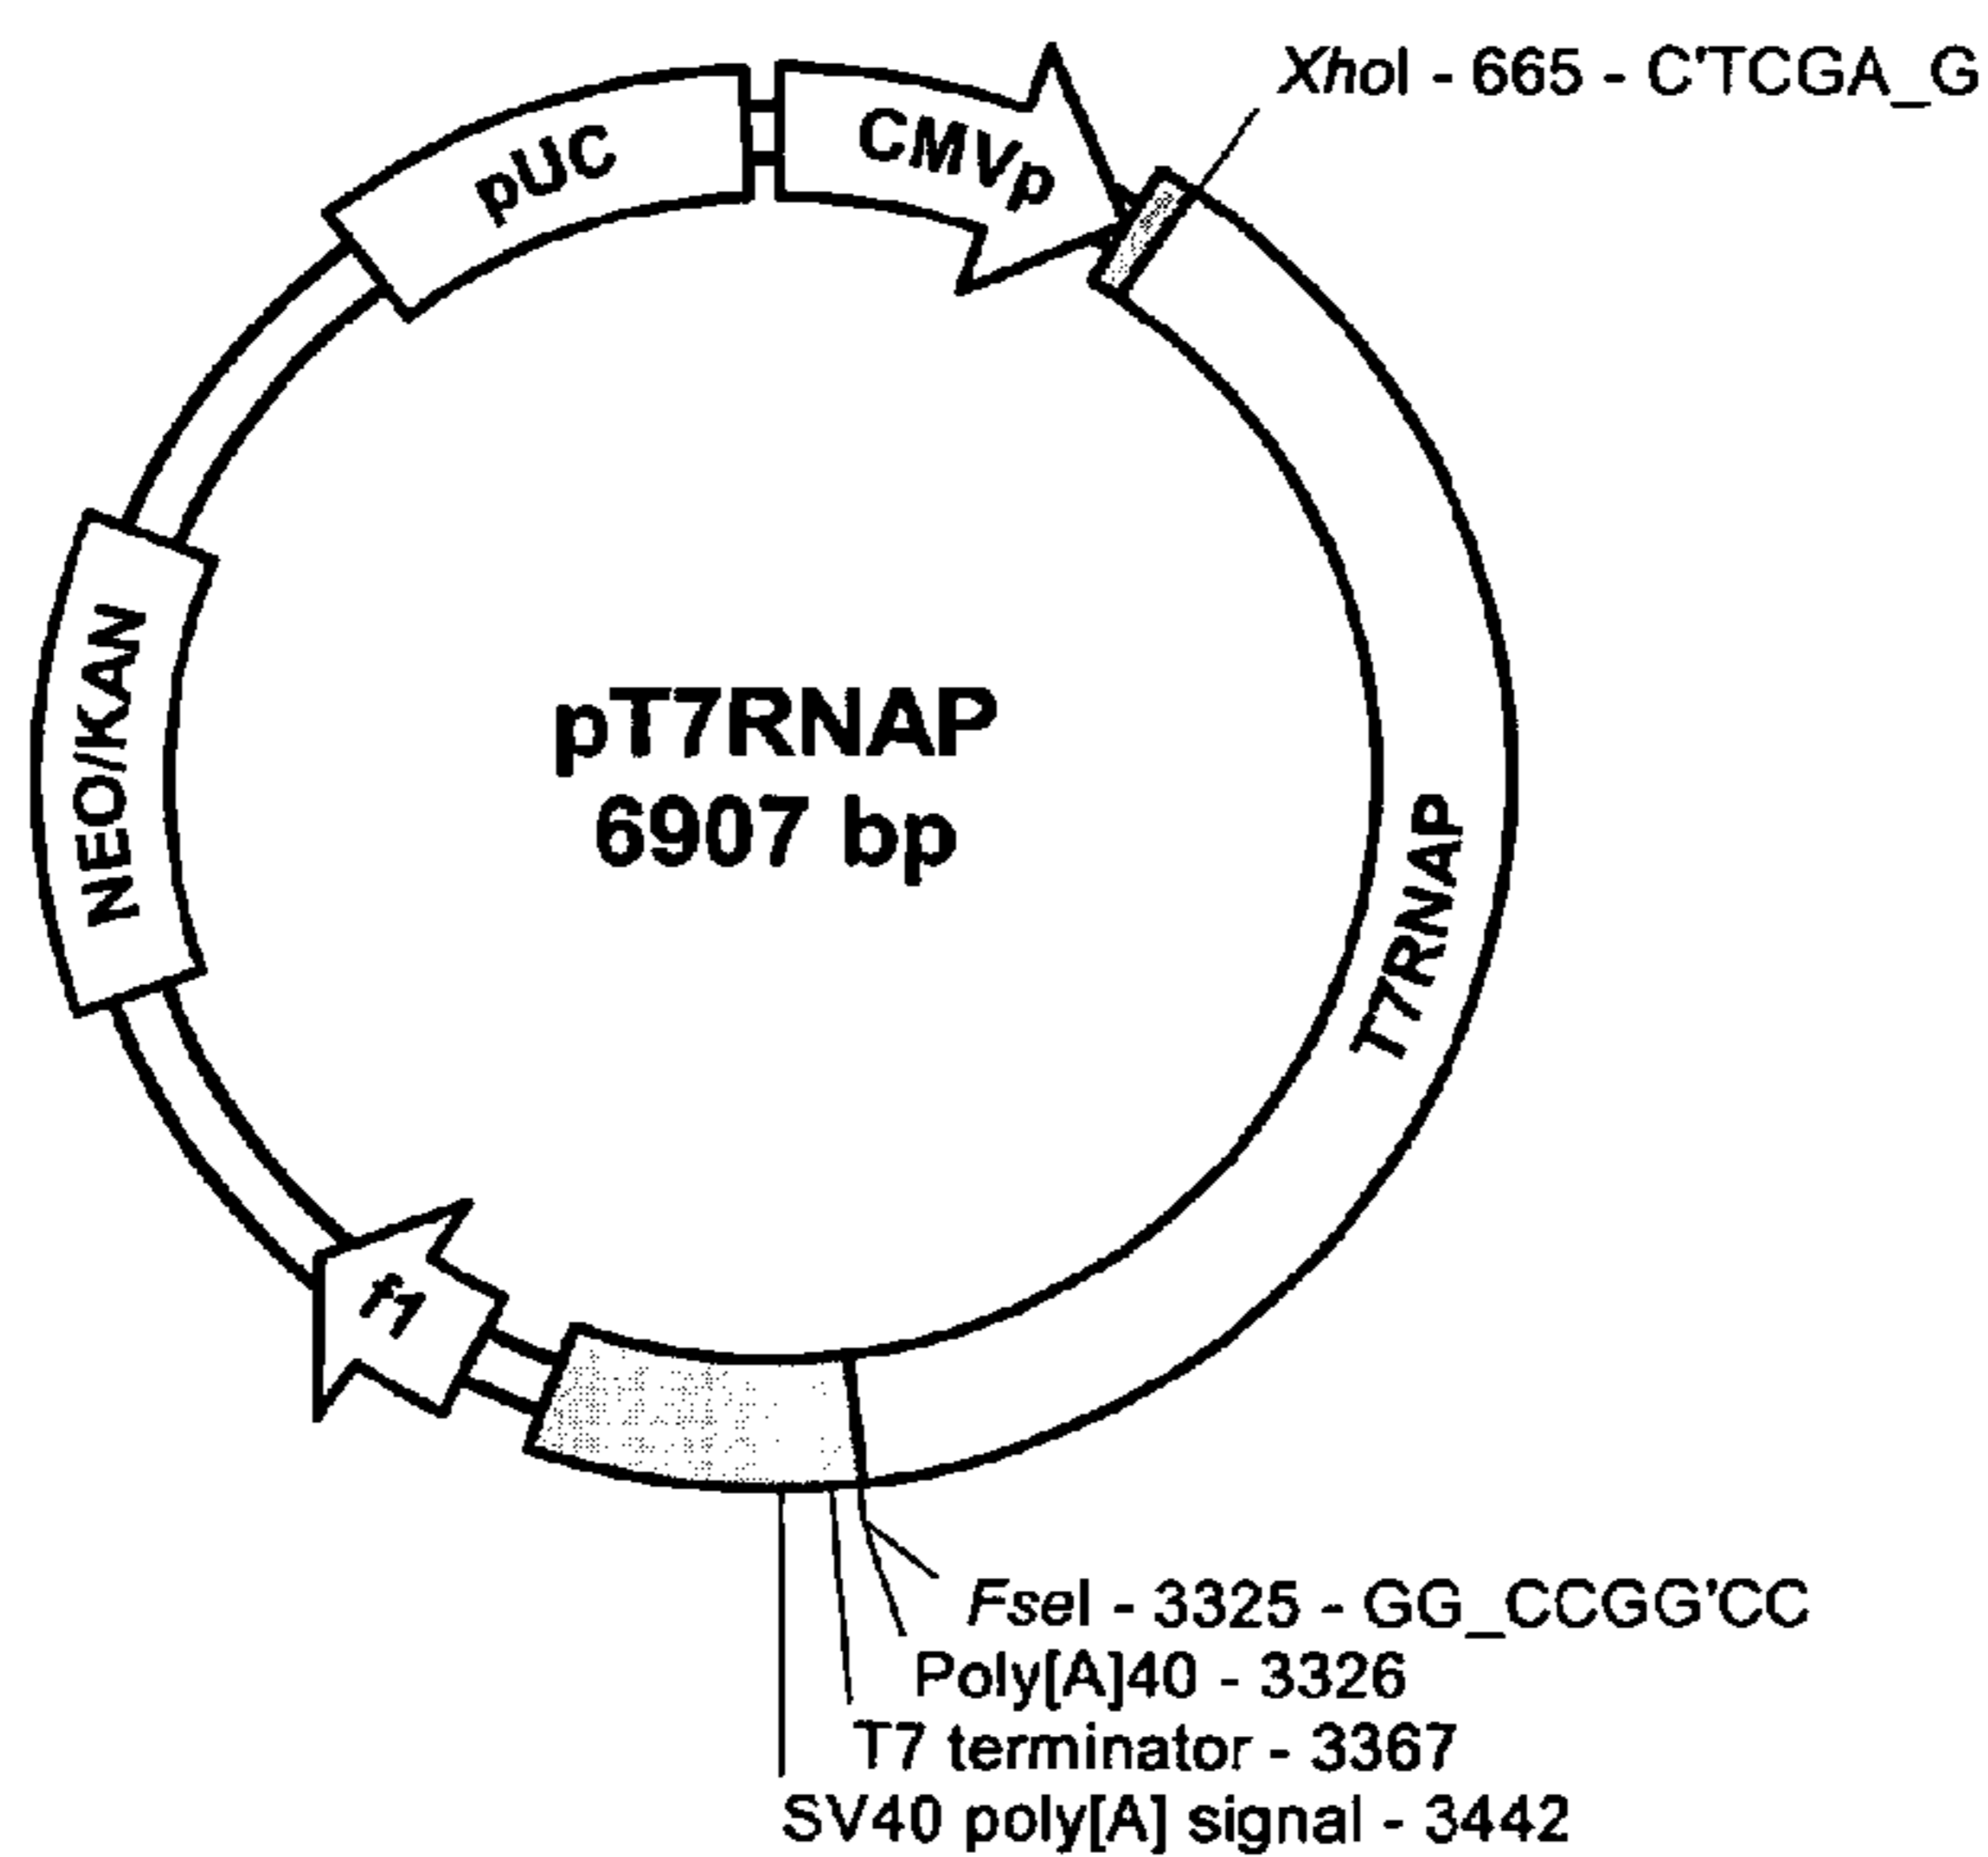 XhoI - 665 - C'TCGA_G
pUC
CMVp
NEO/KAN
pT7RNAP
6907 bp
T7RNAP
f1
FseI - 3325 - GG_CCGG'CC
Poly[A]40 - 3326
T7 terminator - 3367
SV40 poly[A] signal - 3442